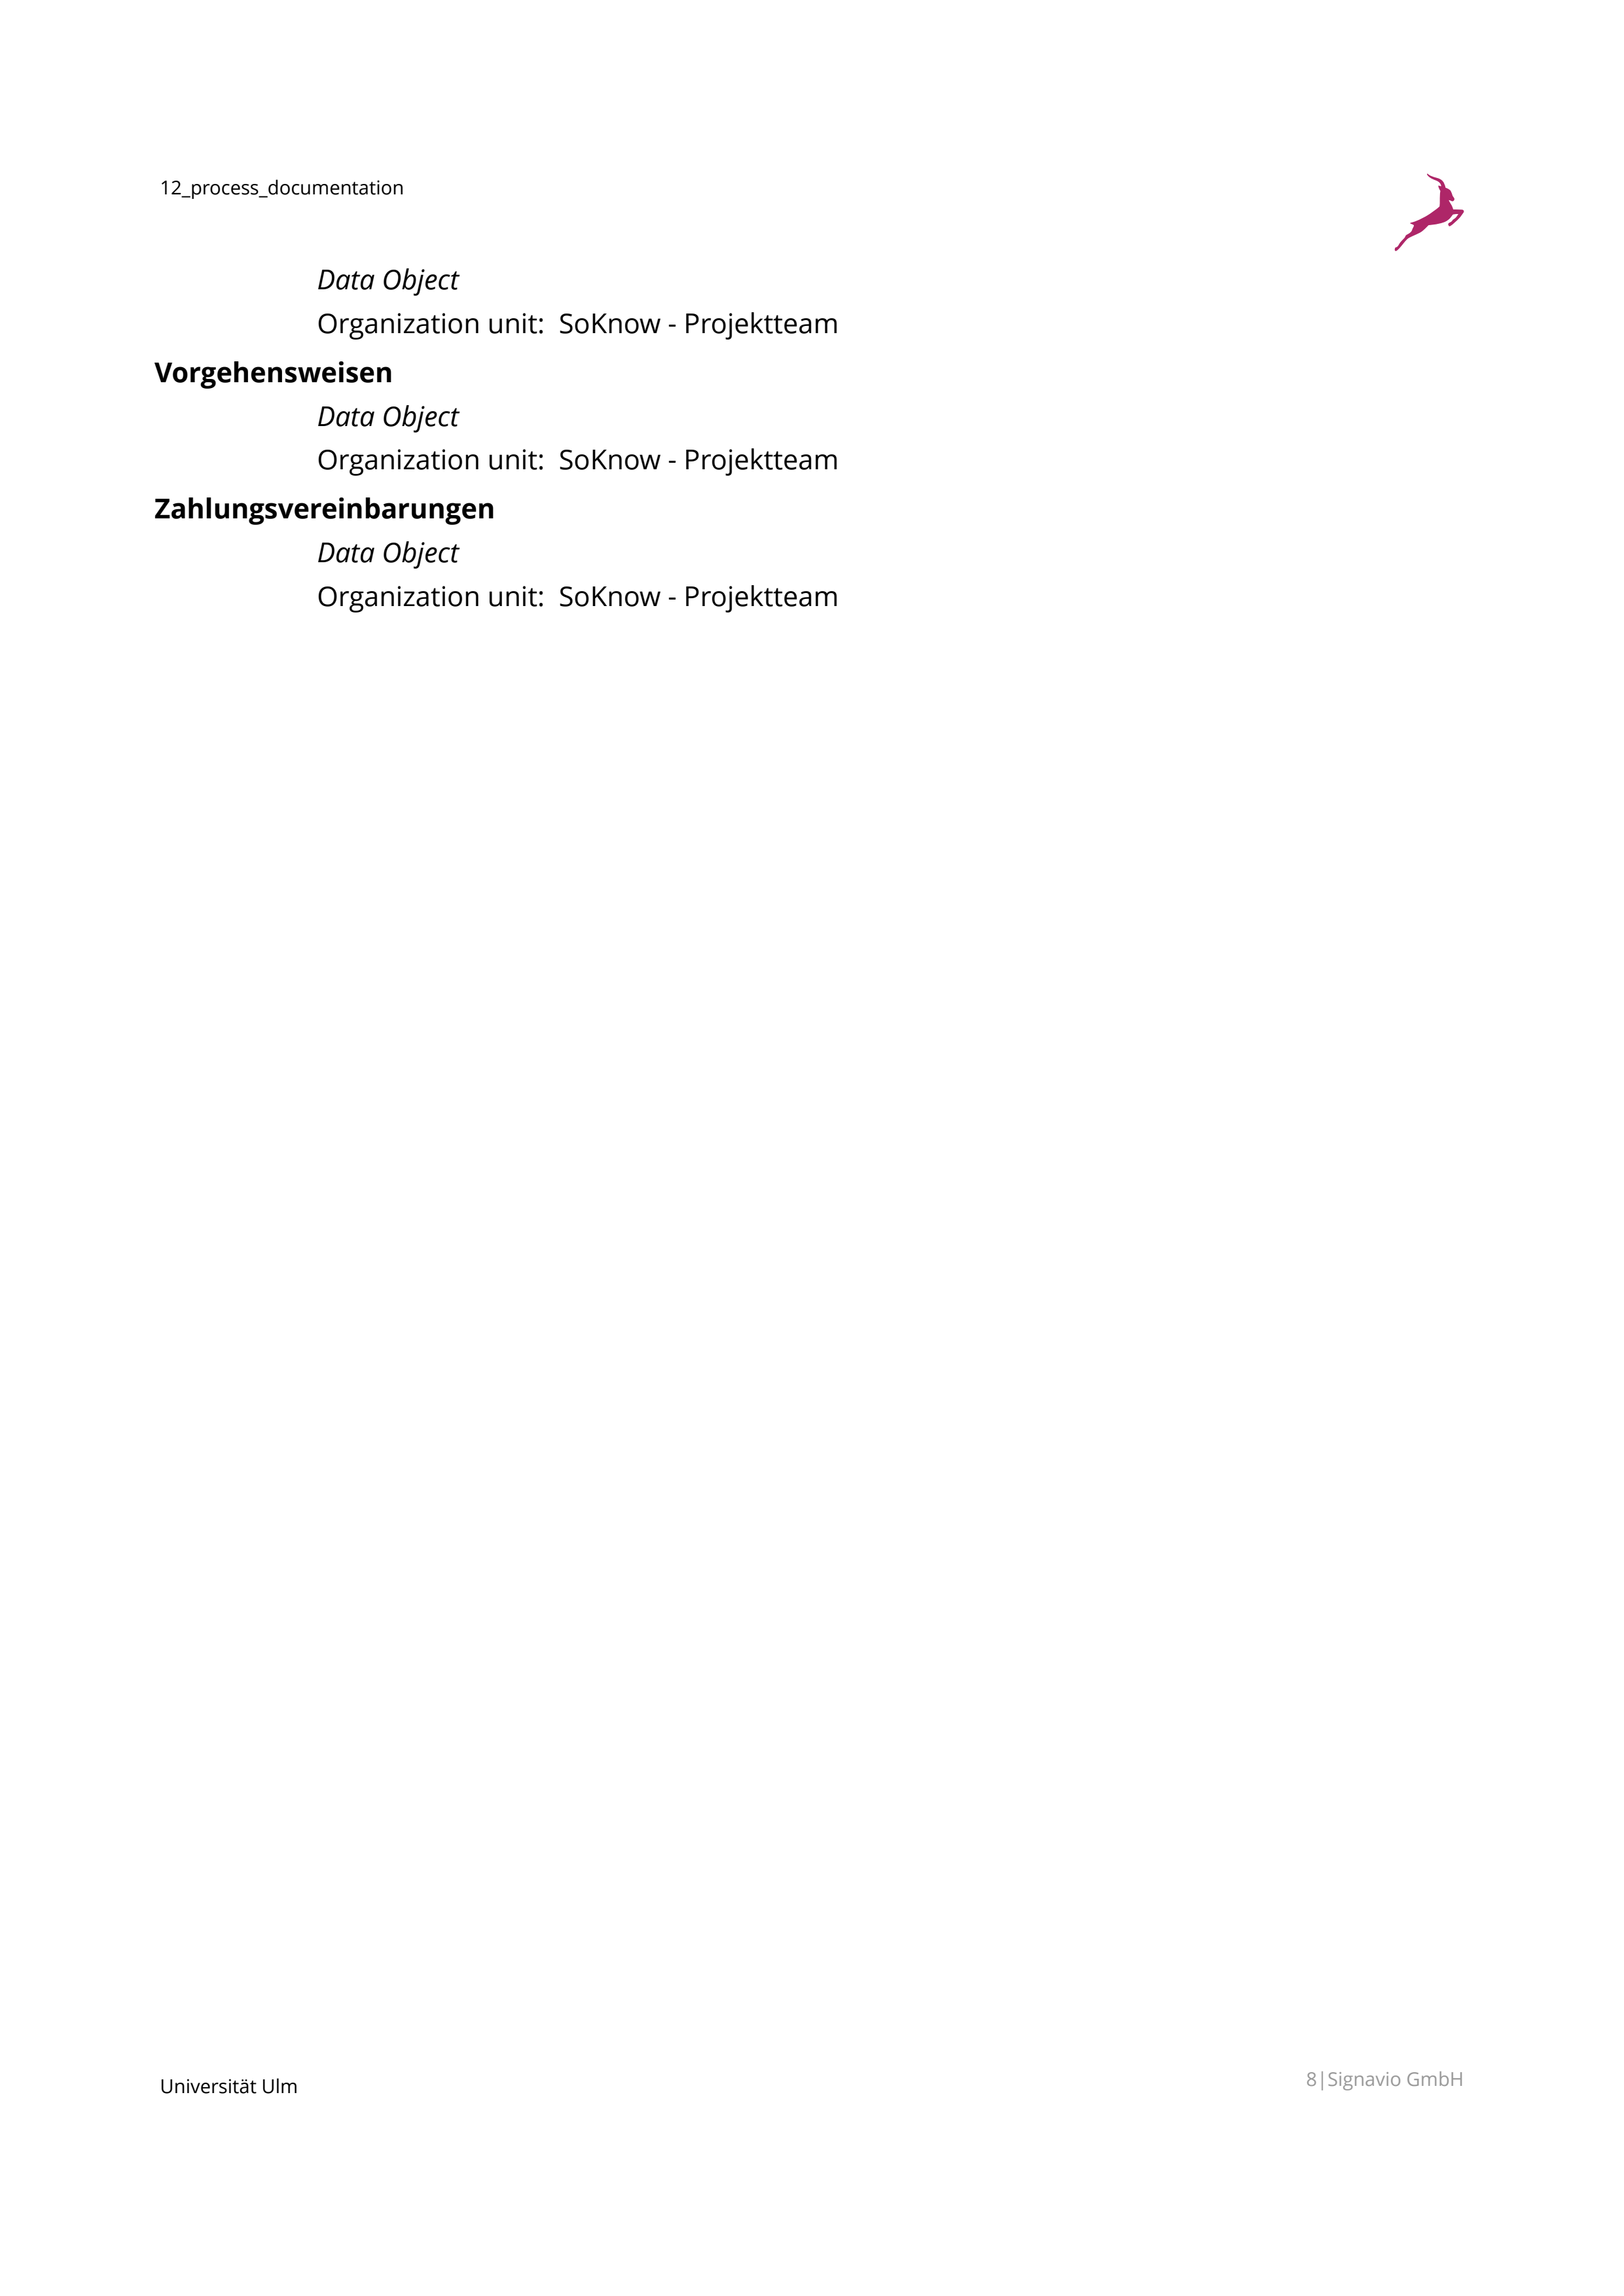 12_process_documentation
Data Object
Organization unit: SoKnow - Projektteam
Vorgehensweisen
Data Object
Organization unit: SoKnow - Projektteam
Zahlungsvereinbarungen
Data Object
Organization unit: SoKnow - Projektteam
Universität Ulm
8|Signavio GmbH